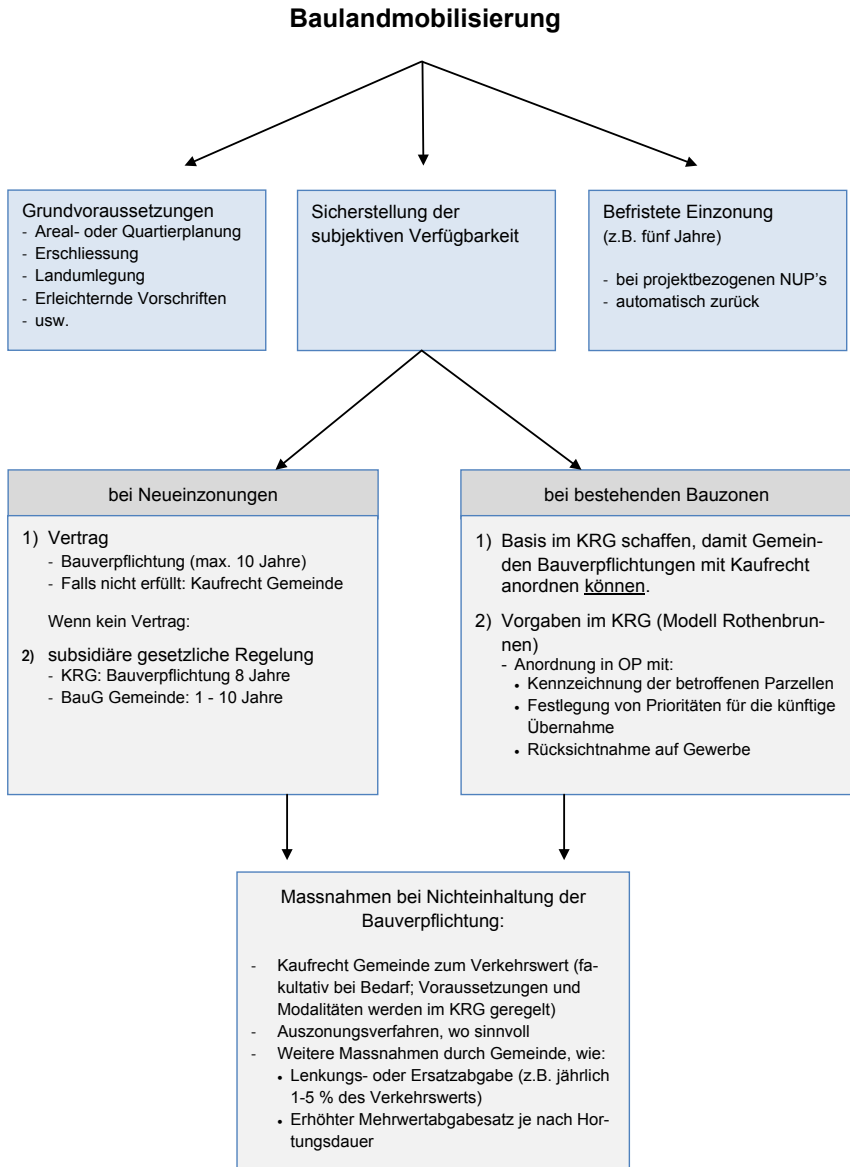 Baulandmobilisierung
Grundvoraussetzungen
- Areal- oder Quartierplanung
- Erschliessung
- Landumlegung
- Erleichternde Vorschriften
- usw.
Sicherstellung der
subjektiven Verfügbarkeit
Befristete Einzonung
(z.B. fünf Jahre)
- bei projektbezogenen NUP's
- automatisch zurück
bei Neueinzonungen
1) Vertrag
- Bauverpflichtung (max. 10 Jahre)
- Falls nicht erfüllt: Kaufrecht Gemeinde
Wenn kein Vertrag:
2) subsidiäre gesetzliche Regelung
- KRG: Bauverpflichtung 8 Jahre
- BauG Gemeinde: 1 - 10 Jahre
bei bestehenden Bauzonen
1) Basis im KRG schaffen, damit Gemein-
den Bauverpflichtungen mit Kaufrecht
anordnen können.
2) Vorgaben im KRG (Modell Rothenbrun-
nen)
- Anordnung in OP mit:
• Kennzeichnung der betroffenen Parzellen
• Festlegung von Prioritäten für die künftige
Übernahme
• Rücksichtnahme auf Gewerbe
Massnahmen bei Nichteinhaltung der
Bauverpflichtung:
- Kaufrecht Gemeinde zum Verkehrswert (fa-
kultativ bei Bedarf; Voraussetzungen und
Modalitäten werden im KRG geregelt)
- Auszonungsverfahren, wo sinnvoll
- Weitere Massnahmen durch Gemeinde, wie:
• Lenkungs- oder Ersatzabgabe (z.B. jährlich
1-5 % des Verkehrswerts)
• Erhöhter Mehrwertabgabesatz je nach Hor-
tungsdauer